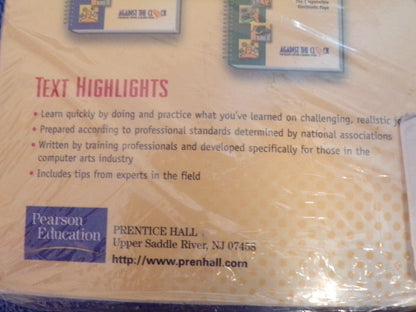 AGAINST THE CLOCK
Electronic Page
AGAINST THE CLOCK
TEXT HIGHLIGHTS
• Learn quickly by doing and practice what you've learned on challenging, realistic
• Prepared according to professional standards determined by national associations
• Written by training professionals and developed specifically for those in the
computer arts industry
• Includes tips from experts in the field
Pearson
Education
PRENTICE HALL
Upper Saddle River, NJ 07458
http://www.prenhall.com